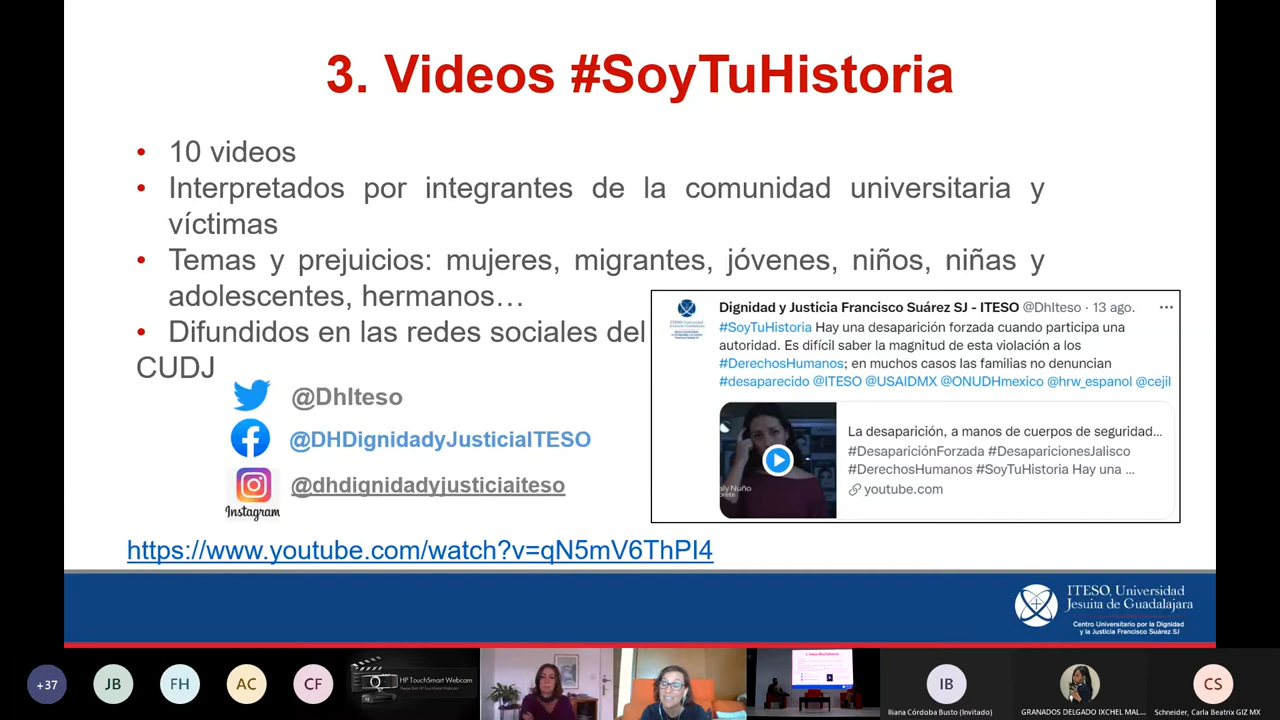 3. Videos #SoyTuHistoria
• 10 videos
• Interpretados por integrantes de la comunidad universitaria y
víctimas
• Temas y prejuicios: mujeres, migrantes, jóvenes, niños, niñas y
adolescentes, hermanos…
• Difundidos en las redes sociales del
CUDJ
@DhIteso
@DHDignidadyJusticiaITESO
Instagram
@dhdignidadyjusticiaiteso
https://www.youtube.com/watch?v=qN5mV6ThPI4
Dignidad y Justicia Francisco Suárez SJ - ITESO @DhIteso · 13 ago. ···
#SoyTuHistoria Hay una desaparición forzada cuando participa una
autoridad. Es difícil saber la magnitud de esta violación a los
#DerechosHumanos; en muchos casos las familias no denuncian
#desaparecido @ITESO @USAIDMX @ONUDHmexico @hrw_espanol @cejil
La desaparición, a manos de cuerpos de seguridad...
#DesapariciónForzada #DesaparicionesJalisco
#DerechosHumanos #SoyTuHistoria Hay una ...
youtube.com
ITESO, Universidad
Jesuita de Guadalajara
Centro Universitario por la Dignidad
y la Justicia Francisco Suárez SJ
+37
JB
FH
AC
CF
HP TouchSmart Webcam
IB
Iliana Córdoba Busto (Invitado)
GRANADOS DELGADO IXCHEL MAL...
CS
Schneider, Carla Beatrix GIZ MX